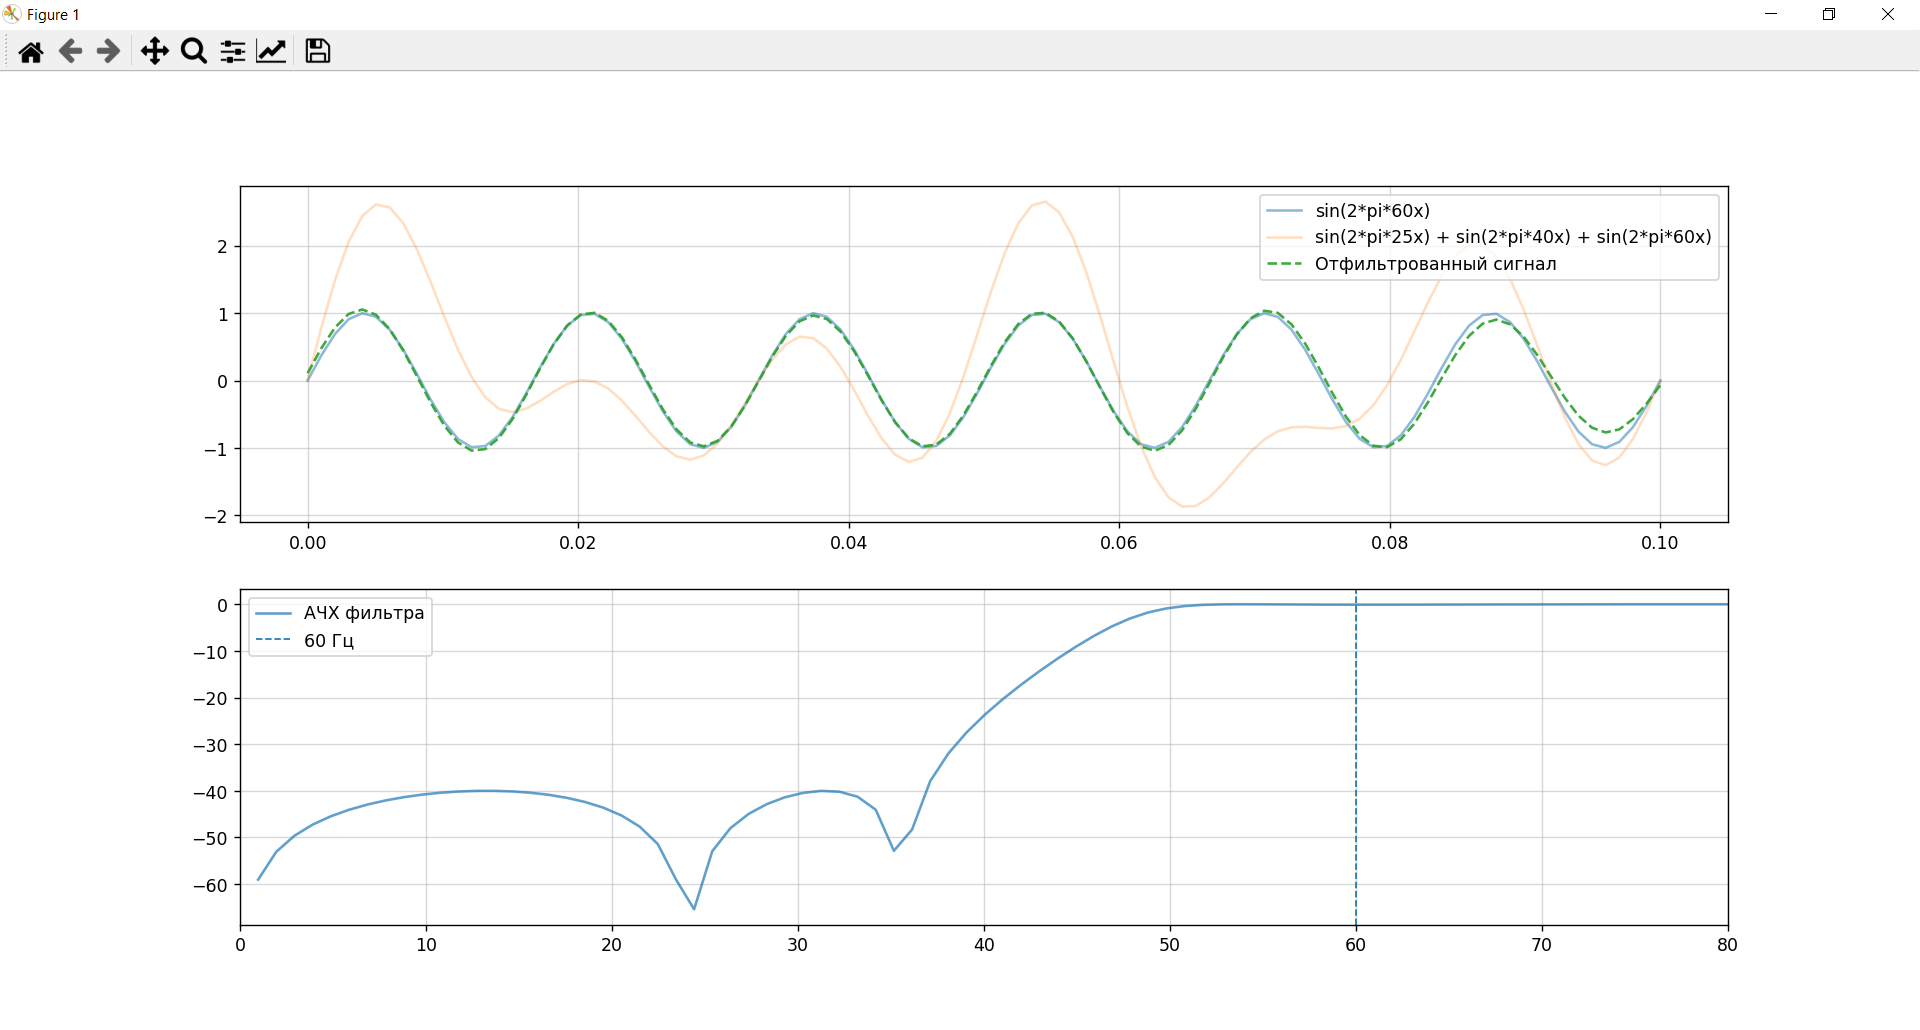 Figure 1
sin(2*pi*60x)
sin(2*pi*25x) + sin(2*pi*40x) + sin(2*pi*60x)
Отфильтрованный сигнал
2
1
0
−1
−2
0.00 0.02 0.04 0.06 0.08 0.10
АЧХ фильтра
60 Гц
0
−10
−20
−30
−40
−50
−60
0 10 20 30 40 50 60 70 80